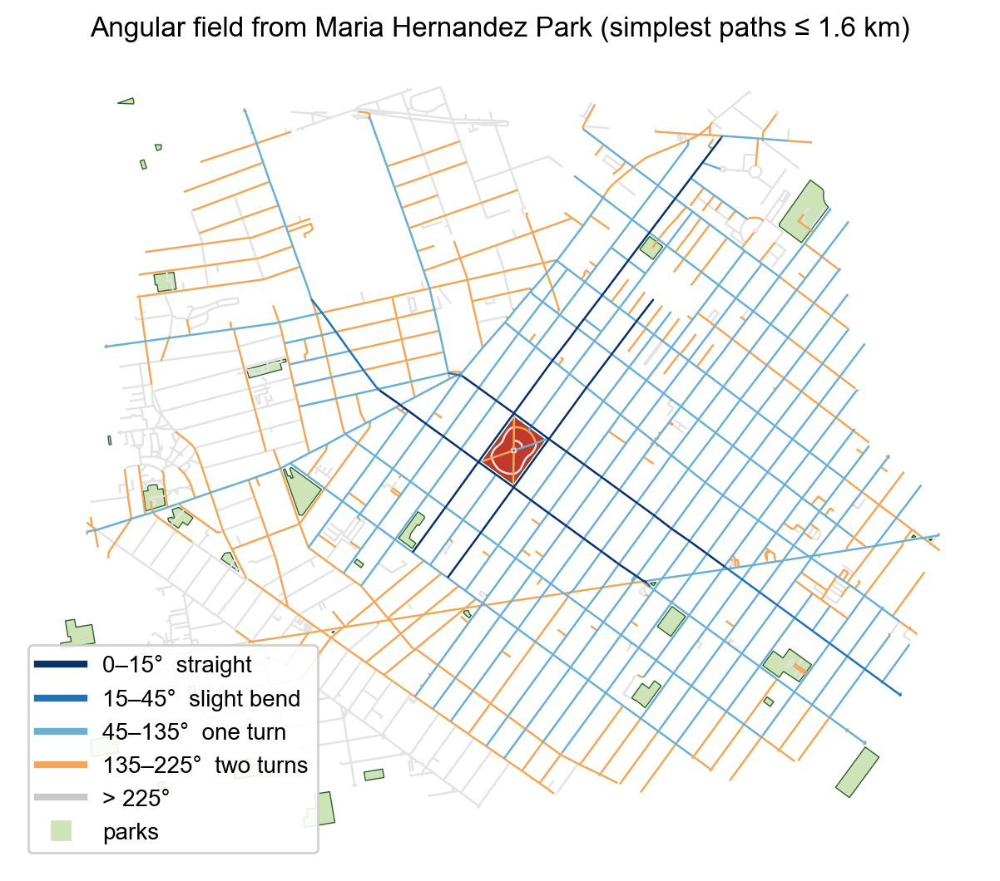 Angular field from Maria Hernandez Park (simplest paths ≤ 1.6 km)
0–15°  straight
15–45°  slight bend
45–135°  one turn
135–225°  two turns
> 225°
parks